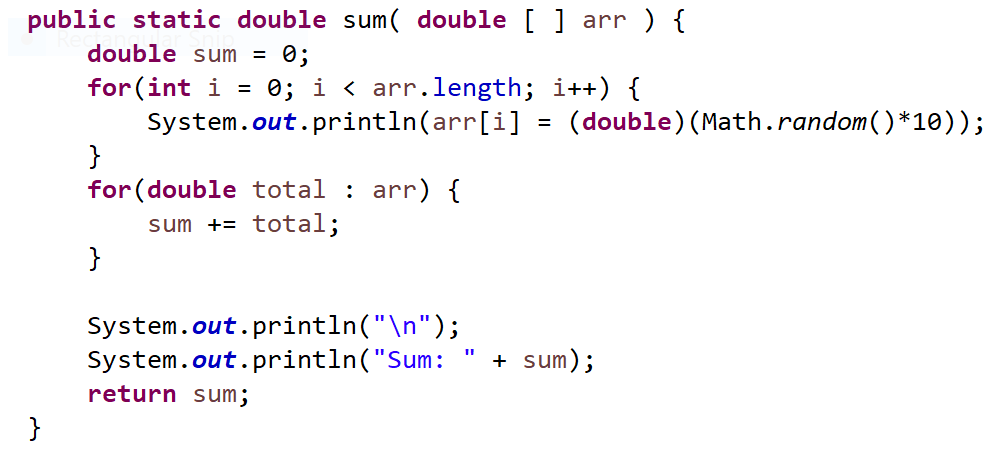 public static double sum( double [ ] arr ) {
Rectangular Snip
double sum = 0;
for(int i = 0; i < arr.length; i++) {
System.out.println(arr[i] = (double)(Math.random()*10));
}
for(double total : arr) {
sum += total;
}
System.out.println("\n");
System.out.println("Sum: " + sum);
return sum;
}